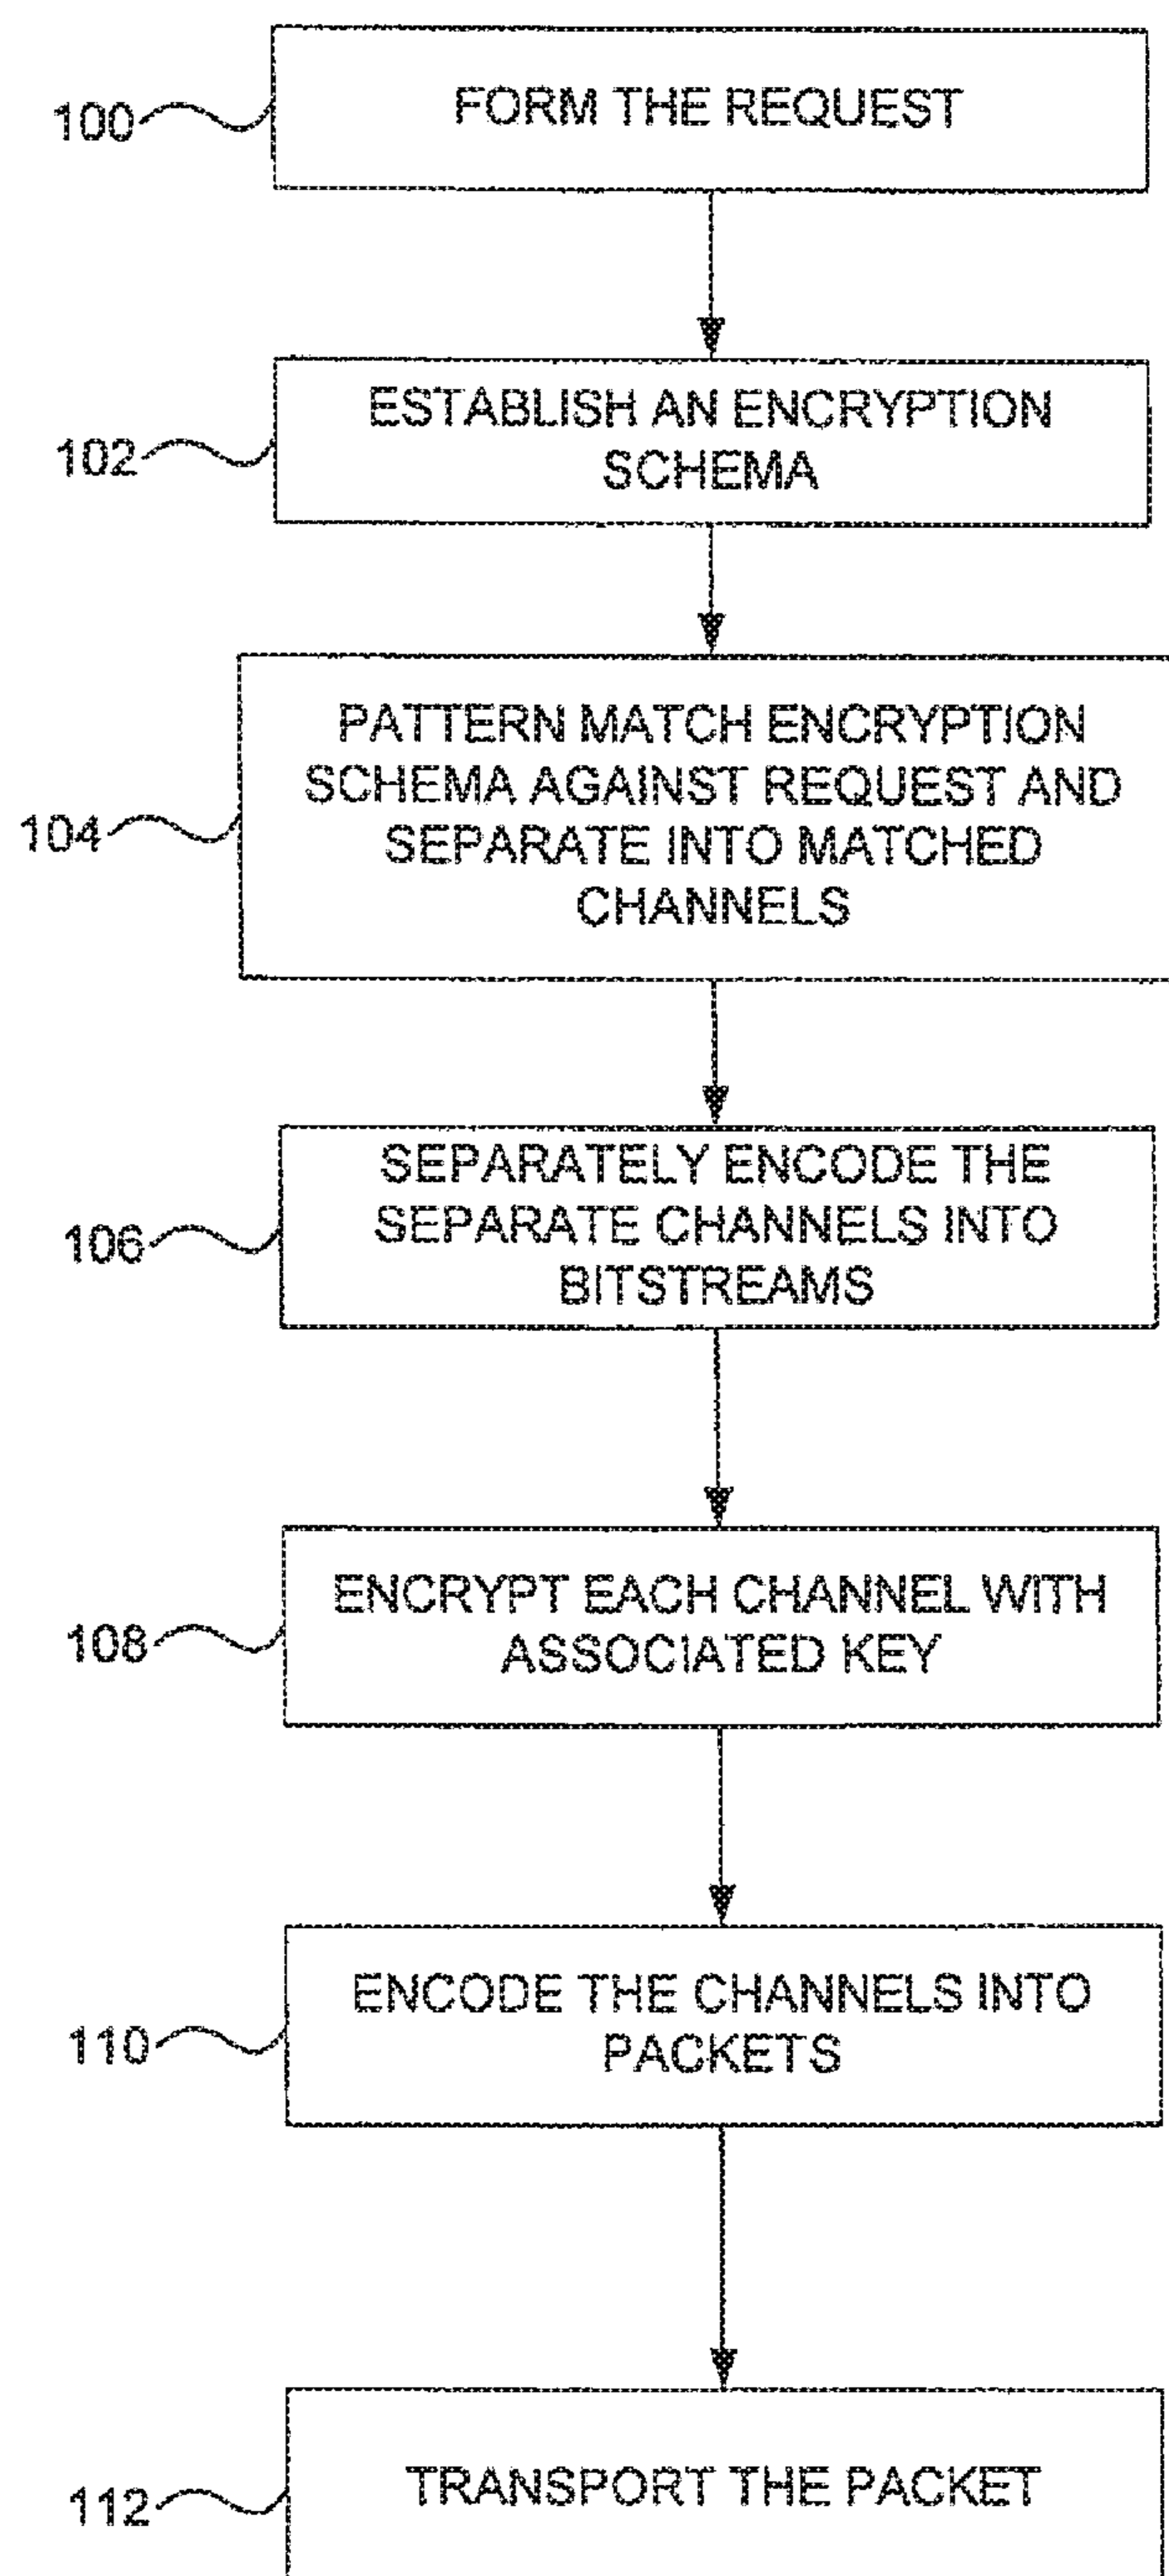 100
FORM THE REQUEST
102
ESTABLISH AN ENCRYPTION
SCHEMA
104
PATTERN MATCH ENCRYPTION
SCHEMA AGAINST REQUEST AND
SEPARATE INTO MATCHED
CHANNELS
106
SEPARATELY ENCODE THE
SEPARATE CHANNELS INTO
BITSTREAMS
108
ENCRYPT EACH CHANNEL WITH
ASSOCIATED KEY
110
ENCODE THE CHANNELS INTO
PACKETS
112
TRANSPORT THE PACKET